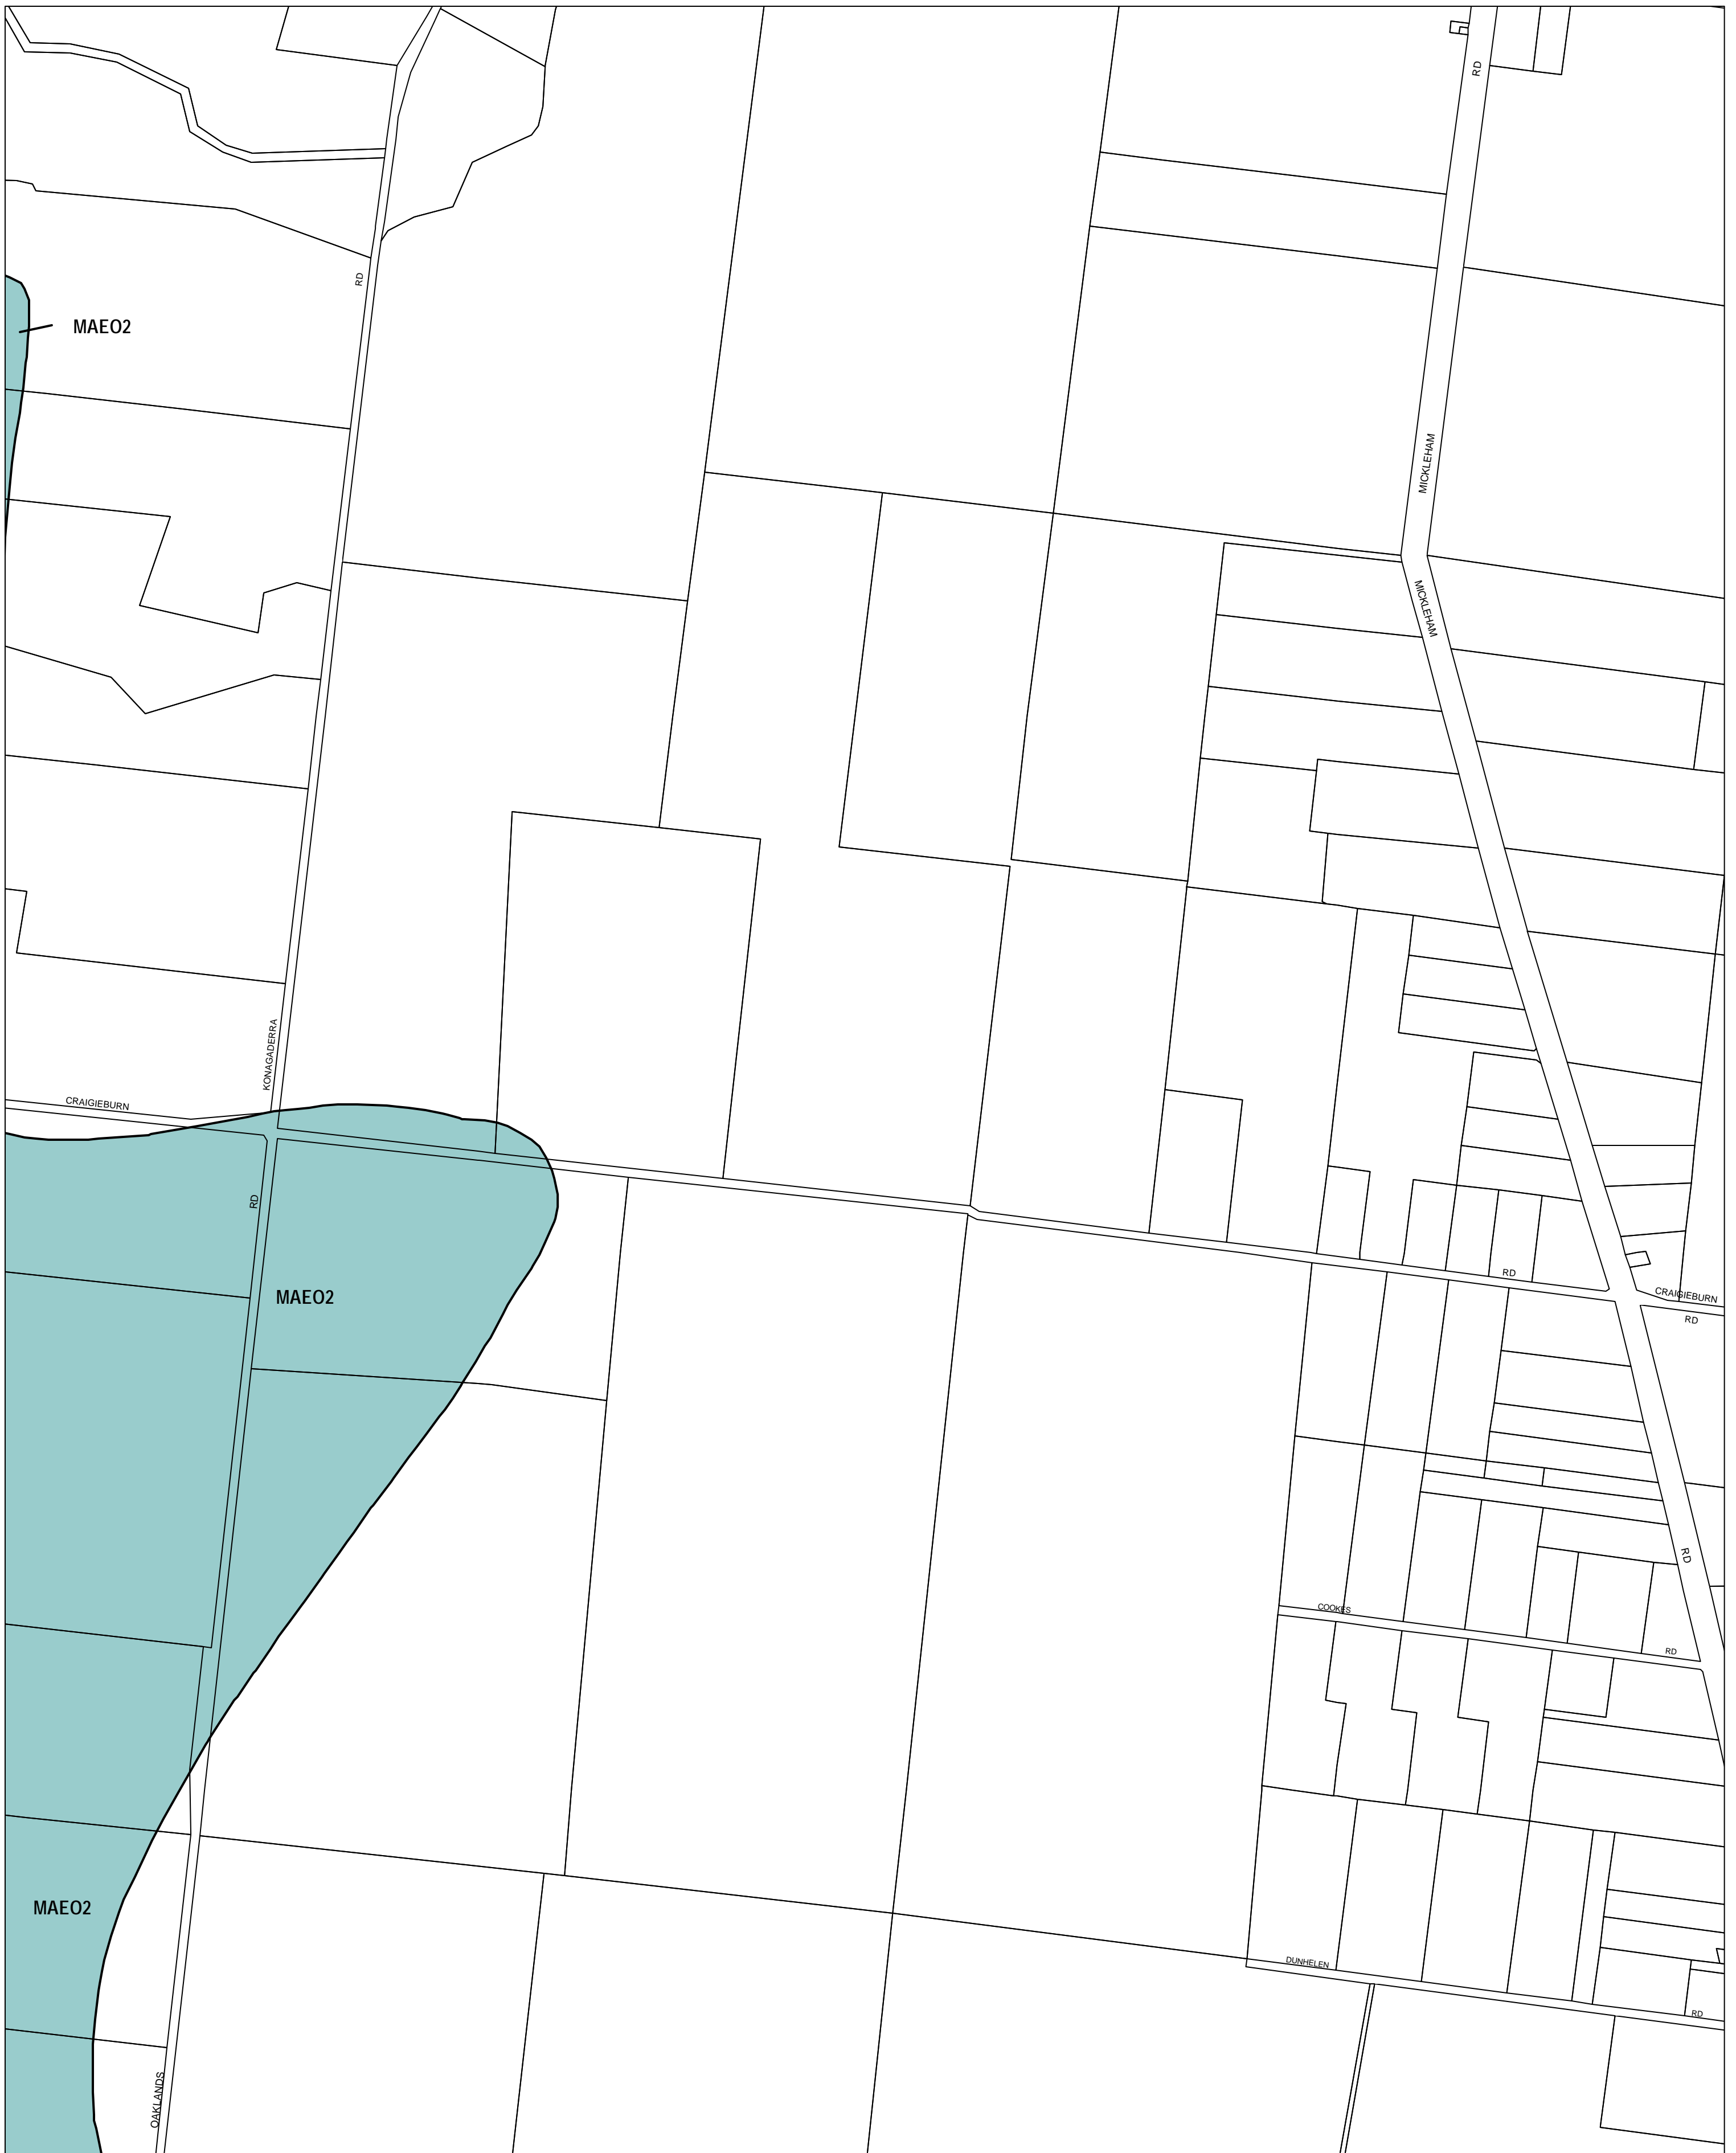 RD
RD
MAEO2
MICKLEHAM
MICKLEHAM
KONAGADERRA
CRAIGIEBURN
RD
RD
MAEO2
CRAIGIEBURN
RD
RD
COOKES
RD
MAEO2
DUNHELEN
RD
OAKLANDS